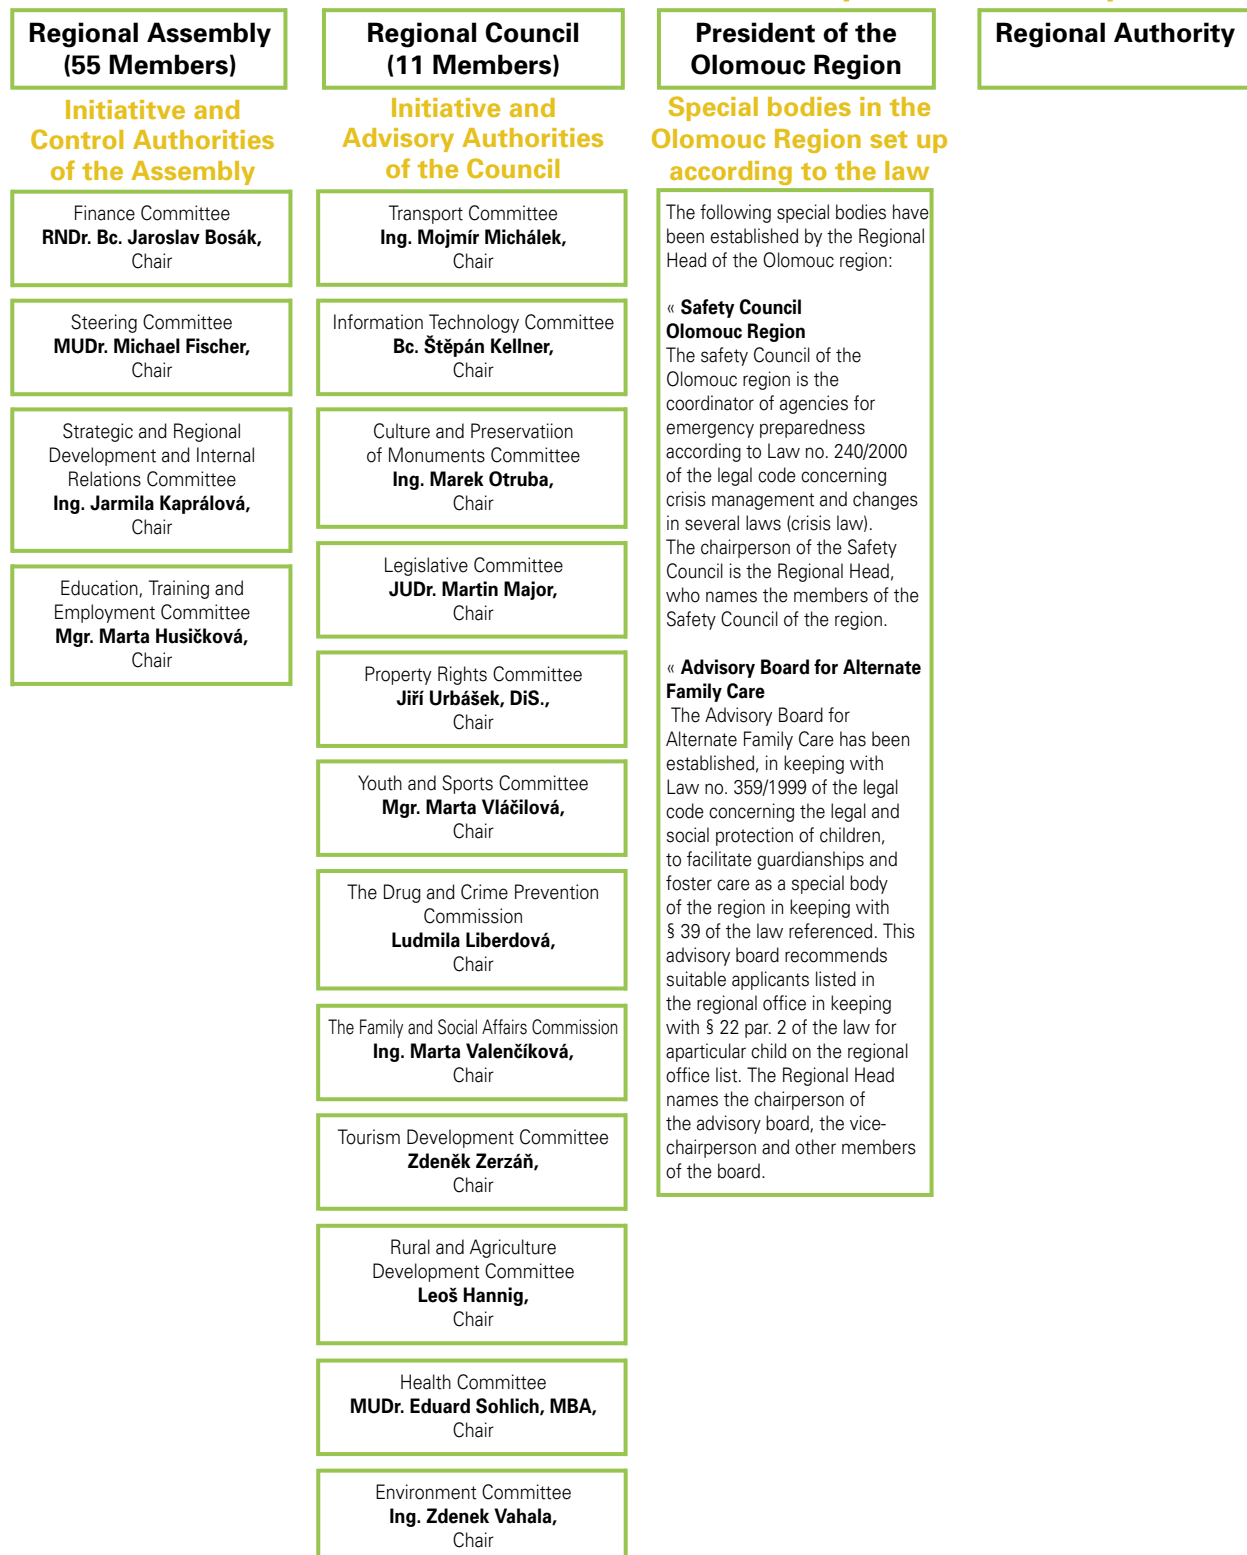 Regional Assembly
(55 Members)
Initiatitve and
Control Authorities
of the Assembly
Finance Committee
RNDr. Bc. Jaroslav Bosák,
Chair
Steering Committee
MUDr. Michael Fischer,
Chair
Strategic and Regional
Development and Internal
Relations Committee
Ing. Jarmila Kaprálová,
Chair
Education, Training and
Employment Committee
Mgr. Marta Husičková,
Chair
Regional Council
(11 Members)
Initiative and
Advisory Authorities
of the Council
Transport Committee
Ing. Mojmír Michálek,
Chair
Information Technology Committee
Bc. Štěpán Kellner,
Chair
Culture and Preservatiion
of Monuments Committee
Ing. Marek Otruba,
Chair
Legislative Committee
JUDr. Martin Major,
Chair
Property Rights Committee
Jiří Urbášek, DiS.,
Chair
Youth and Sports Committee
Mgr. Marta Vláčilová,
Chair
The Drug and Crime Prevention
Commission
Ludmila Liberdová,
Chair
The Family and Social Affairs Commission
Ing. Marta Valenčíková,
Chair
Tourism Development Committee
Zdeněk Zerzáň,
Chair
Rural and Agriculture
Development Committee
Leoš Hannig,
Chair
Health Committee
MUDr. Eduard Sohlich, MBA,
Chair
Environment Committee
Ing. Zdenek Vahala,
Chair
President of the
Olomouc Region
Special bodies in the
Olomouc Region set up
according to the law
The following special bodies have
been established by the Regional
Head of the Olomouc region:
« Safety Council
Olomouc Region
The safety Council of the
Olomouc region is the
coordinator of agencies for
emergency preparedness
according to Law no. 240/2000
of the legal code concerning
crisis management and changes
in several laws (crisis law).
The chairperson of the Safety
Council is the Regional Head,
who names the members of the
Safety Council of the region.
« Advisory Board for Alternate
Family Care
The Advisory Board for
Alternate Family Care has been
established, in keeping with
Law no. 359/1999 of the legal
code concerning the legal and
social protection of children,
to facilitate guardianships and
foster care as a special body
of the region in keeping with
§ 39 of the law referenced. This
advisory board recommends
suitable applicants listed in
the regional office in keeping
with § 22 par. 2 of the law for
aparticular child on the regional
office list. The Regional Head
names the chairperson of
the advisory board, the vice-
chairperson and other members
of the board.
Regional Authority